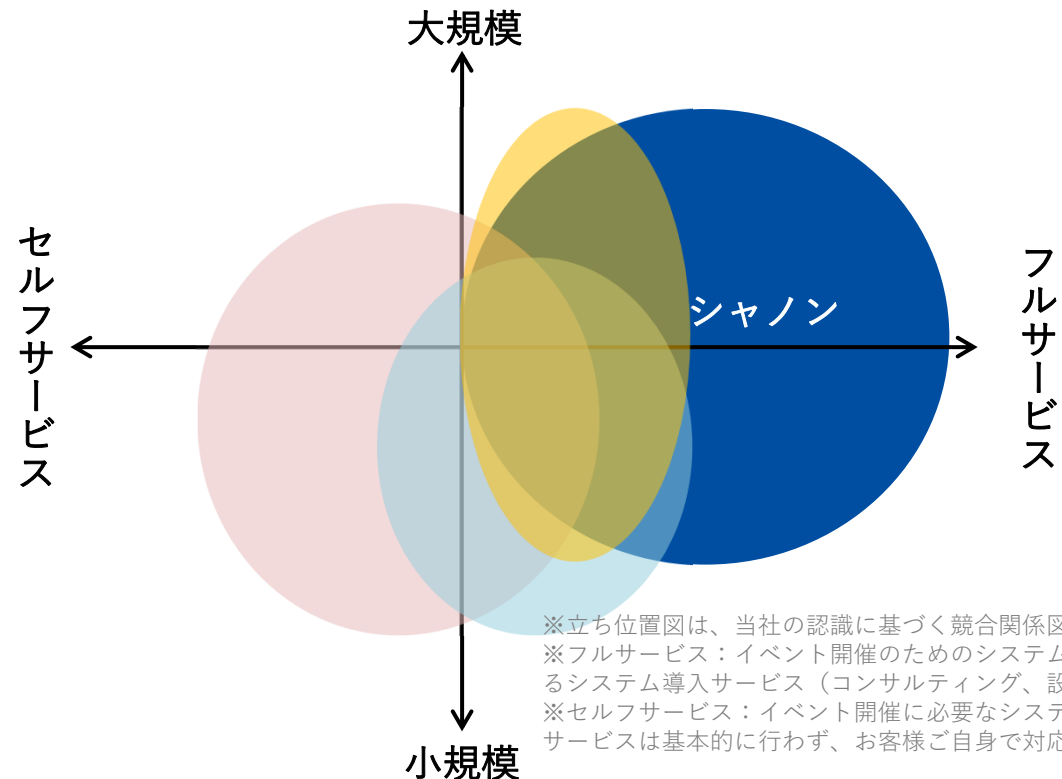 大規模
セルフサービス
シャノン
フルサービス
※立ち位置図は、当社の認識に基づく競合関係図
※フルサービス：イベント開催のためのシステム
るシステム導入サービス（コンサルティング、設
※セルフサービス：イベント開催に必要なシステ
サービスは基本的に行わず、お客様ご自身で対応
小規模